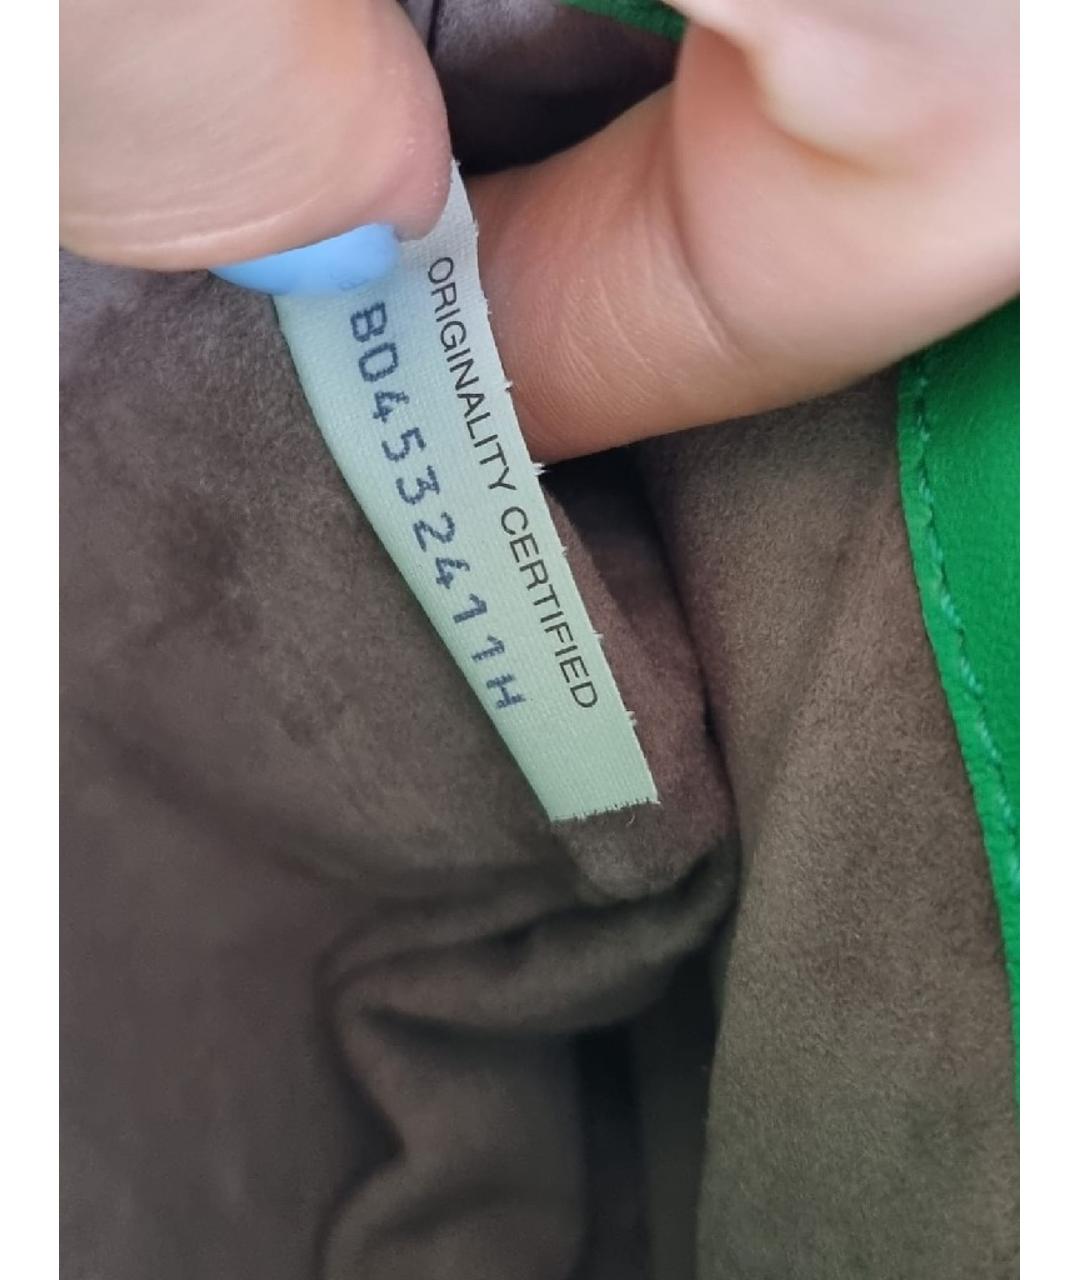 ORIGINALITY CERTIFIED
B04532411H